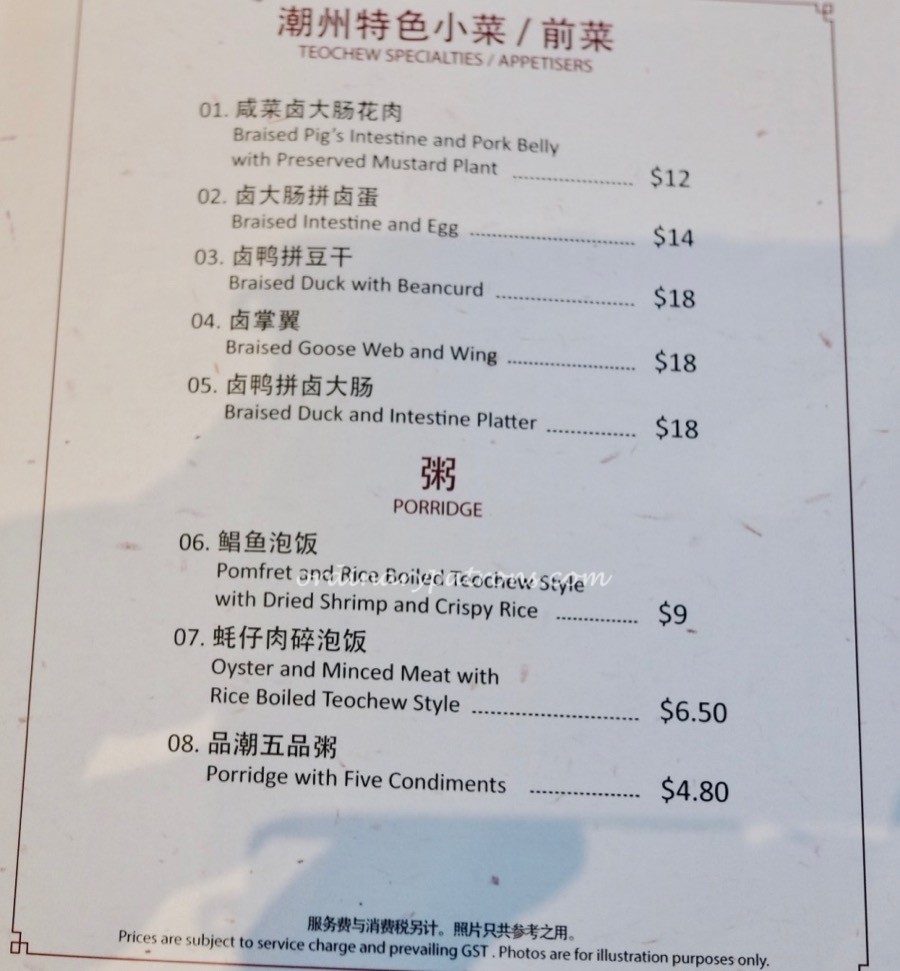 潮州特色小菜 / 前菜
TEOCHEW SPECIALTIES / APPETISERS
01. 咸菜卤大肠花肉
Braised Pig's Intestine and Pork Belly
with Preserved Mustard Plant ........................ $12
02. 卤大肠拼卤蛋
Braised Intestine and Egg ................................. $14
03. 卤鸭拼豆干
Braised Duck with Beancurd ............................ $18
04. 卤掌翼
Braised Goose Web and Wing .......................... $18
05. 卤鸭拼卤大肠
Braised Duck and Intestine Platter .................. $18
粥
PORRIDGE
06. 鲳鱼泡饭
Pomfret and Rice Boiled Teochew Style
ordinarypatrons.com
with Dried Shrimp and Crispy Rice ................ $9
07. 蚝仔肉碎泡饭
Oyster and Minced Meat with
Rice Boiled Teochew Style ................................. $6.50
08. 品潮五品粥
Porridge with Five Condiments ...................... $4.80
服务费与消费税另计。照片只共参考之用。
Prices are subject to service charge and prevailing GST . Photos are for illustration purposes only.